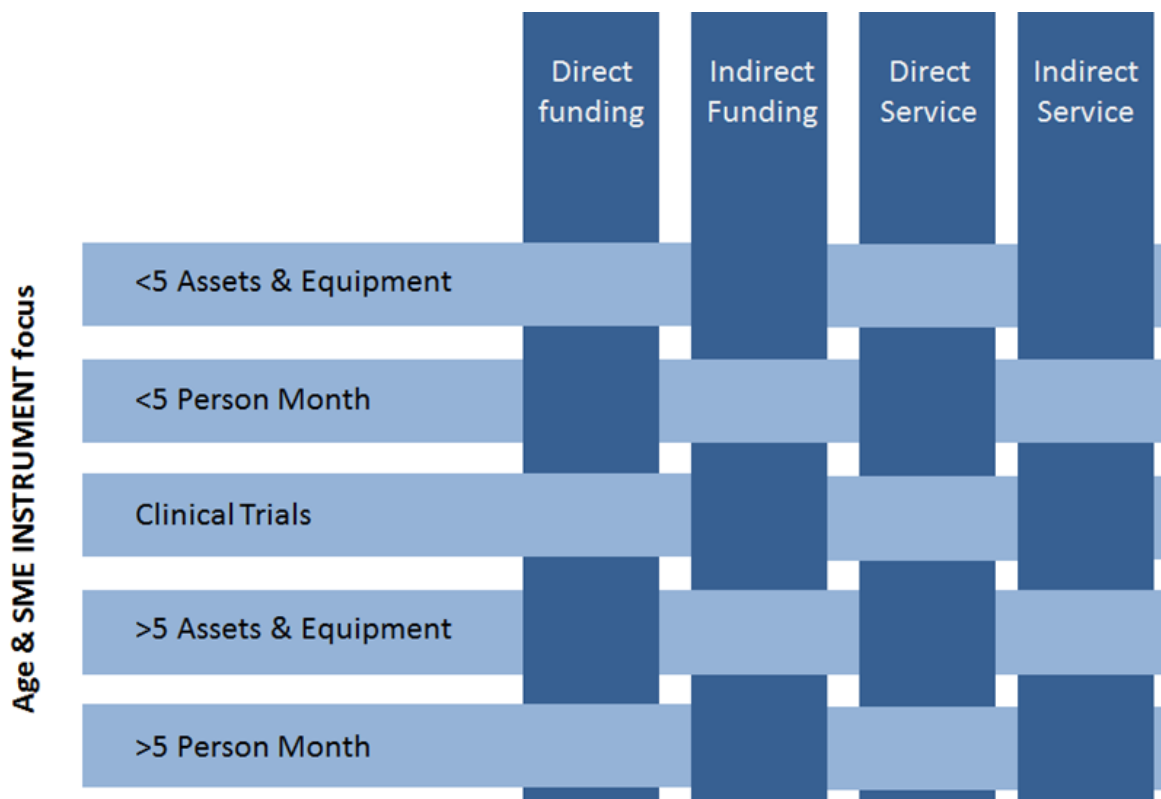 Direct
funding
Indirect
Funding
Direct
Service
Indirect
Service
Age & SME INSTRUMENT focus
<5 Assets & Equipment
<5 Person Month
Clinical Trials
>5 Assets & Equipment
>5 Person Month